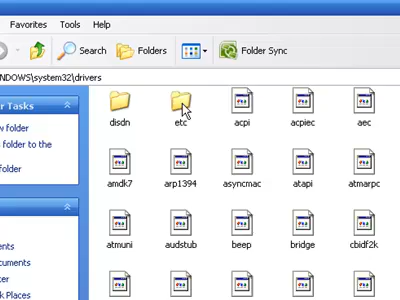 Favorites Tools Help
Search Folders Folder Sync
NDOWS\system32\drivers
r Tasks
w folder
s folder to the
folder
disdn etc acpi acpiec aec
amdk7 arp1394 asyncmac atapi atmarpc
atmuni audstub beep bridge cbidf2k
ents
cuments
ter
k Places